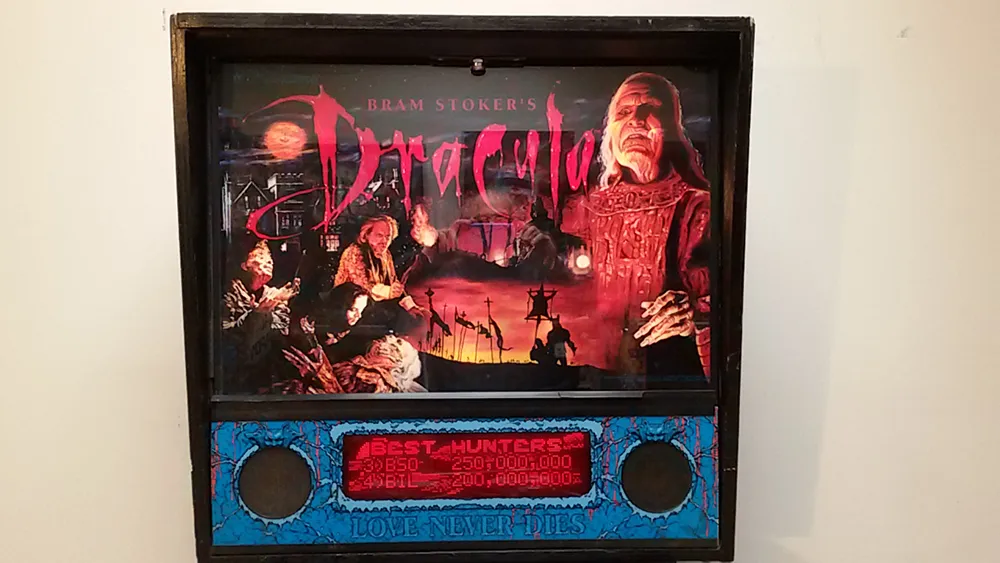 BRAM STOKER'S
Dracula
BEST HUNTERS
3) BSO 250,000,000
4) BIL 200,000,000
LOVE NEVER DIES